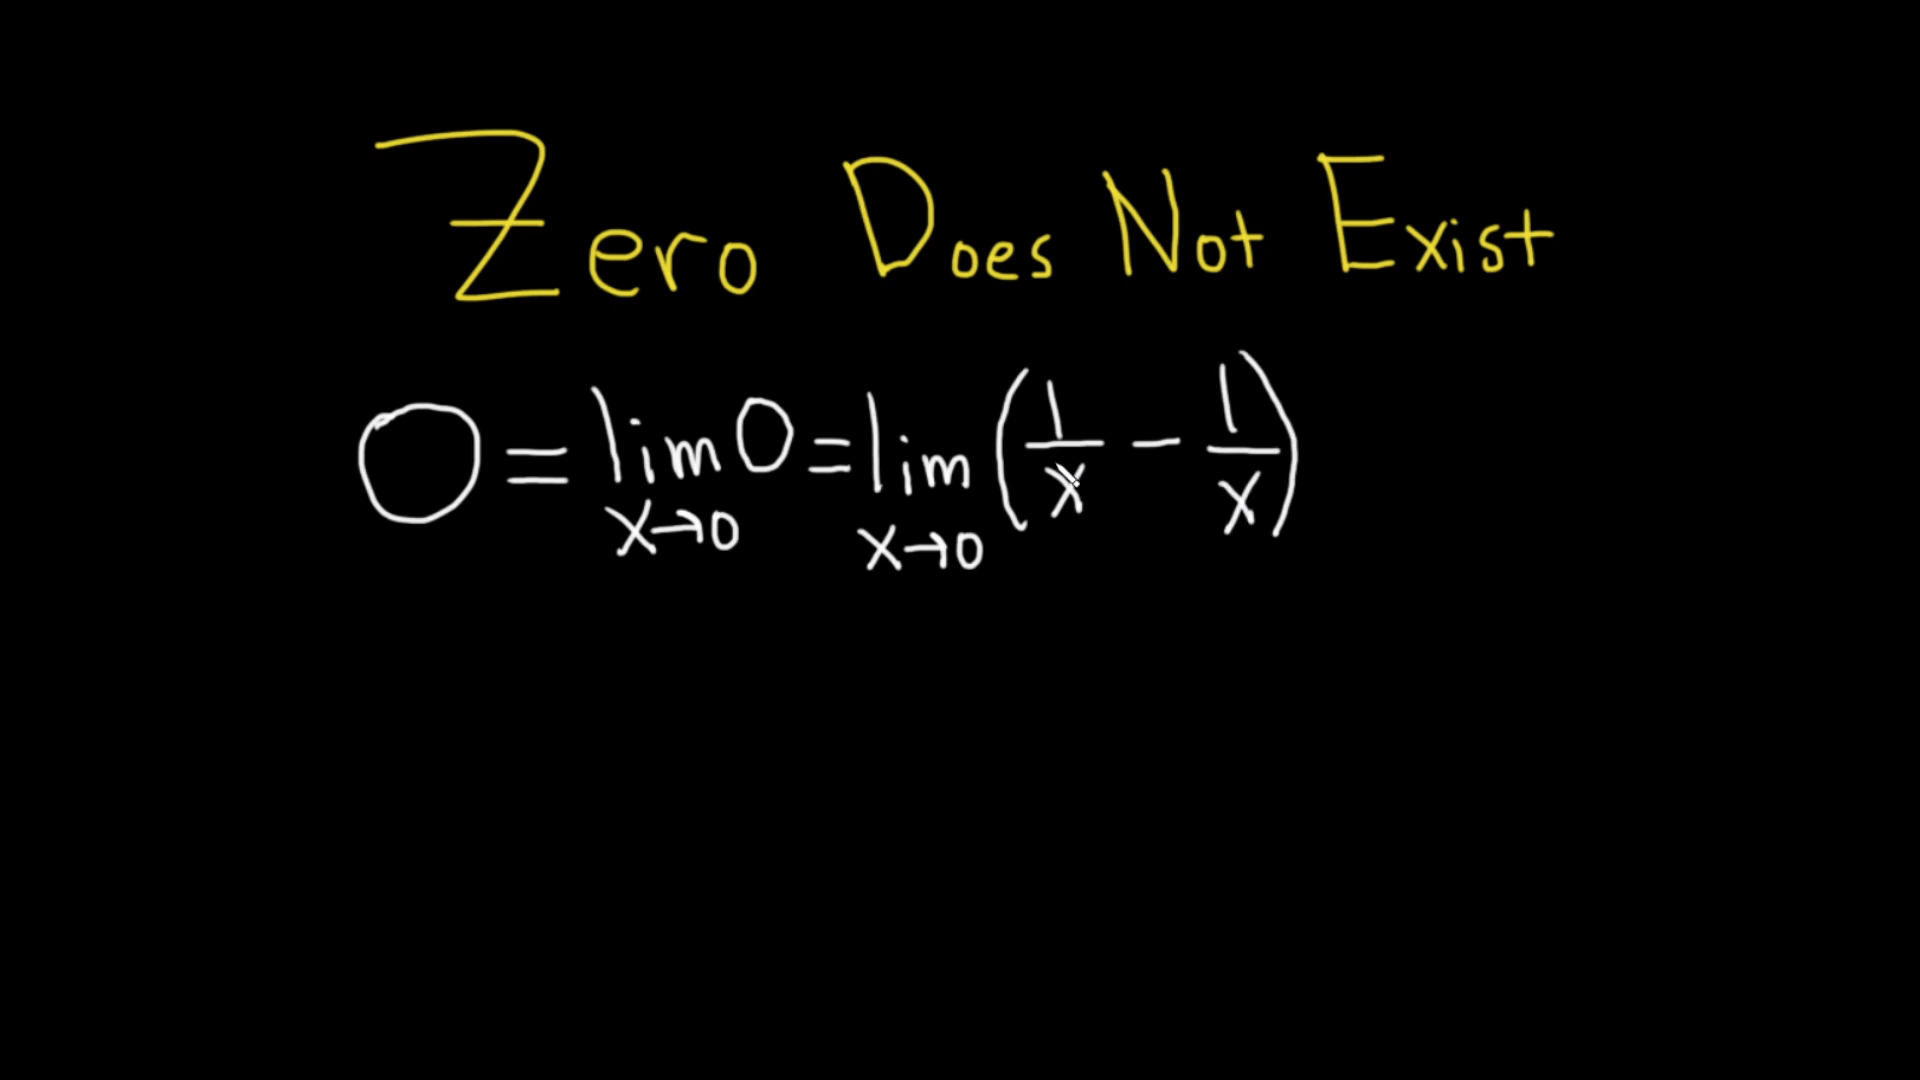 Zero Does Not Exist
0 = lim 0 = lim (1/x - 1/x)
x→0 x→0